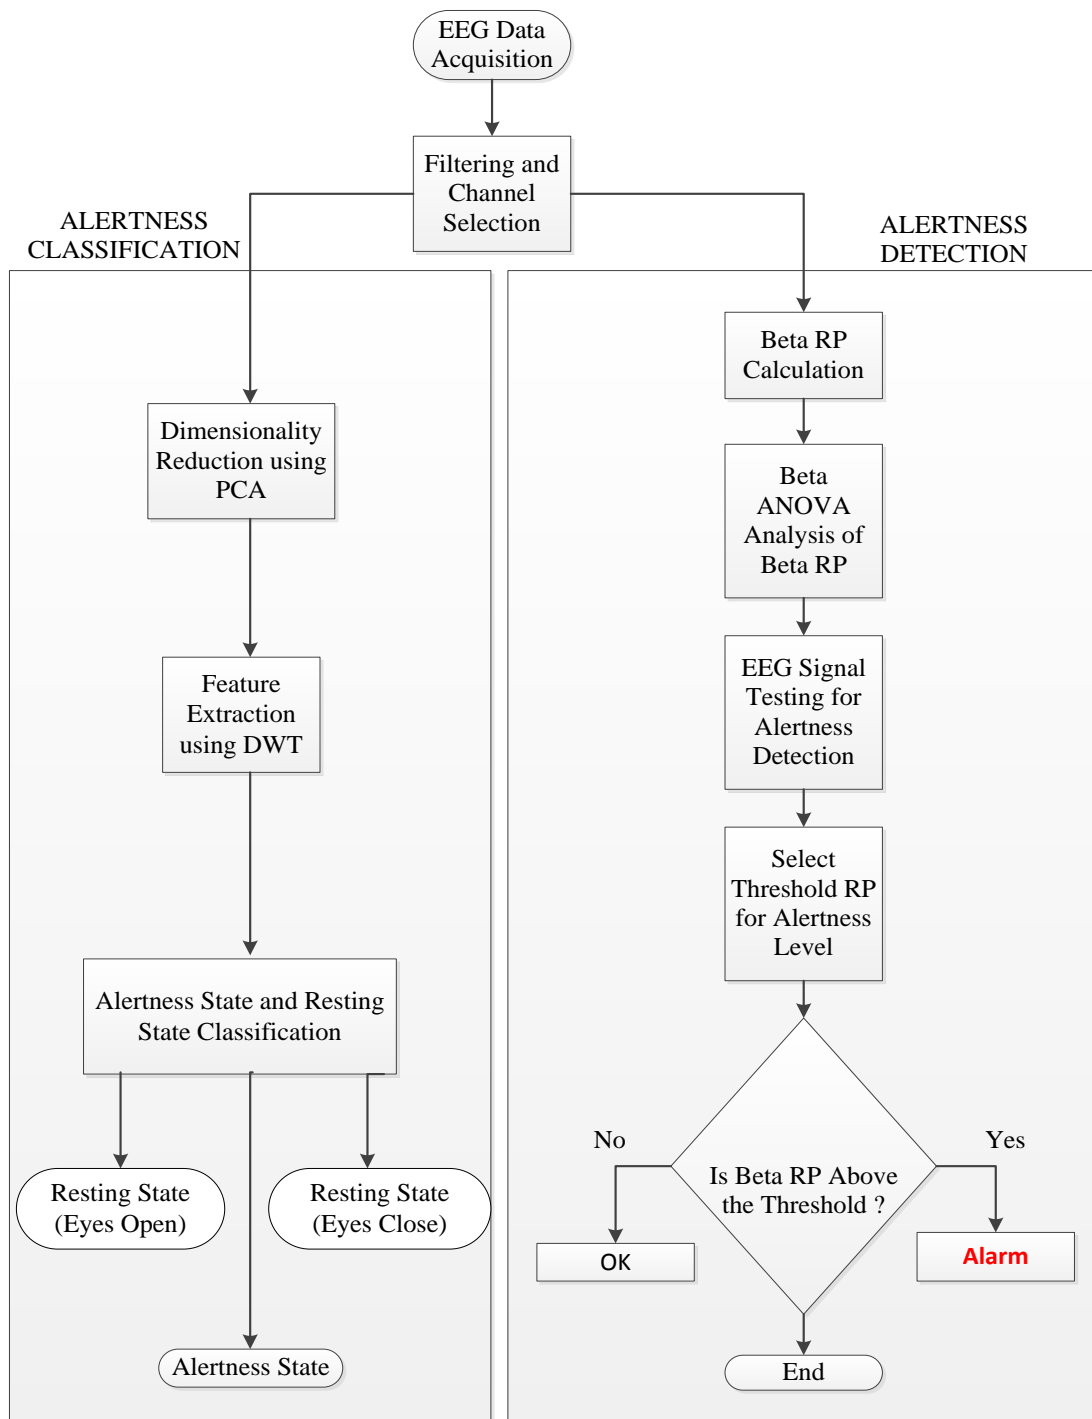 EEG Data
Acquisition
Filtering and
Channel
Selection
ALERTNESS
CLASSIFICATION
Dimensionality
Reduction using
PCA
Feature
Extraction
using DWT
Alertness State and Resting
State Classification
Resting State
(Eyes Open)
Resting State
(Eyes Close)
Alertness State
ALERTNESS
DETECTION
Beta RP
Calculation
Beta
ANOVA
Analysis of
Beta RP
EEG Signal
Testing for
Alertness
Detection
Select
Threshold RP
for Alertness
Level
Is Beta RP Above
the Threshold ?
No
OK
Yes
Alarm
End